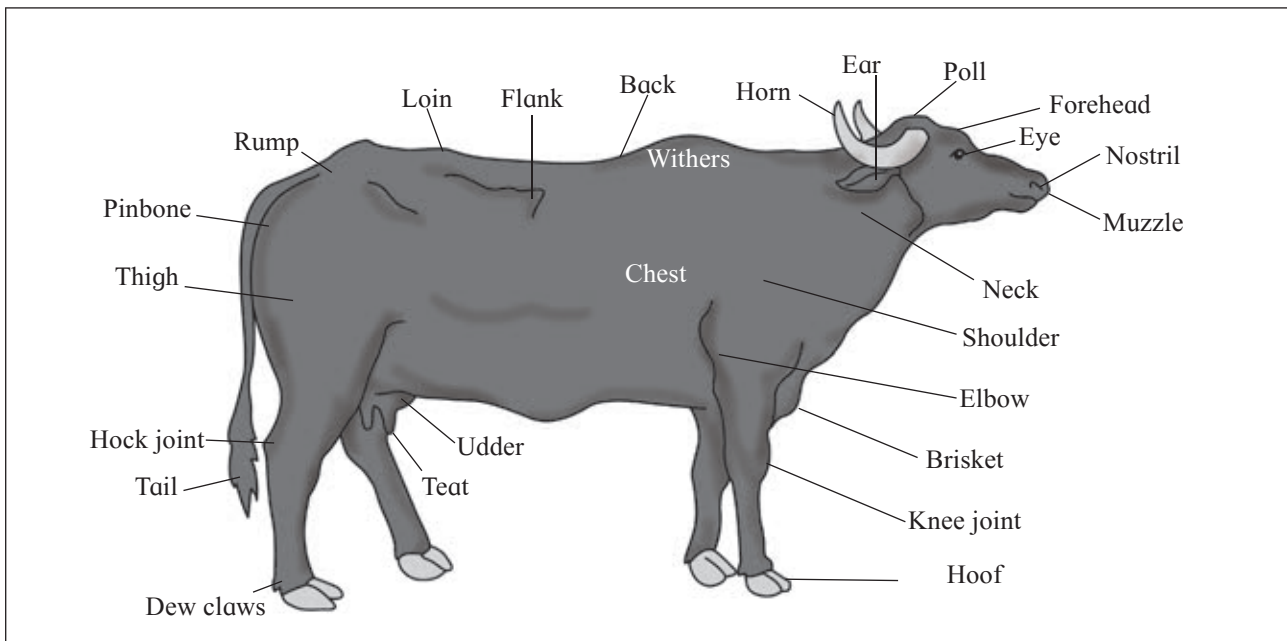 Ear
Poll
Horn
Back
Flank
Loin
Forehead
Eye
Rump
Withers
Nostril
Pinbone
Muzzle
Thigh
Chest
Neck
Shoulder
Elbow
Hock joint
Udder
Brisket
Tail
Teat
Knee joint
Hoof
Dew claws